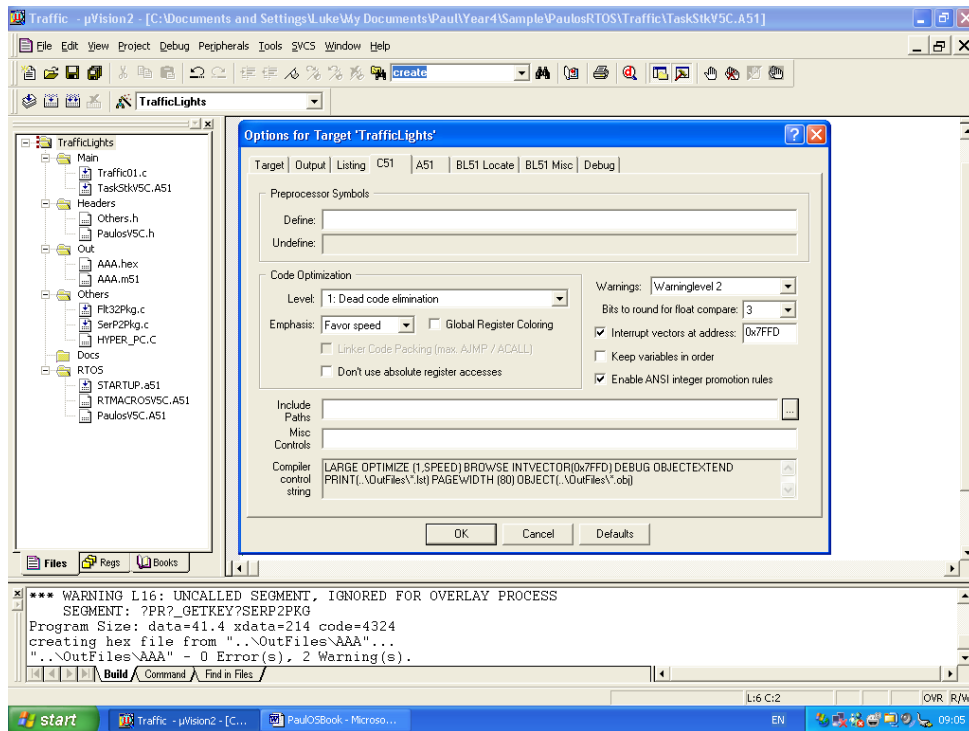 Traffic - µVision2 - [C:\Documents and Settings\Luke\My Documents\Paul\Year4\Sample\PaulosRTOS\Traffic\TaskStkV5C.A51]
File Edit View Project Debug Peripherals Tools SVCS Window Help
create
TrafficLights
TrafficLights
Main
Traffic01.c
TaskStkV5C.A51
Headers
Others.h
PaulosV5C.h
Out
AAA.hex
AAA.m51
Others
Flt32Pkg.c
SerP2Pkg.c
HYPER_PC.C
Docs
RTOS
STARTUP.a51
RTMACROSV5C.A51
PaulosV5C.A51
Files Regs Books
Options for Target 'TrafficLights'
Target Output Listing C51 A51 BL51 Locate BL51 Misc Debug
Preprocessor Symbols
Define:
Undefine:
Code Optimization
Level: 1: Dead code elimination
Emphasis: Favor speed Global Register Coloring
Linker Code Packing (max. AJMP / ACALL)
Don't use absolute register accesses
Warnings: Warninglevel 2
Bits to round for float compare: 3
Interrupt vectors at address: 0x7FFD
Keep variables in order
Enable ANSI integer promotion rules
Include Paths
...
Misc Controls
Compiler control string
LARGE OPTIMIZE (1,SPEED) BROWSE INTVECTOR(0x7FFD) DEBUG OBJECTEXTEND
PRINT(..\OutFiles\*.lst) PAGEWIDTH (80) OBJECT(..\OutFiles\*.obj)
OK Cancel Defaults
*** WARNING L16: UNCALLED SEGMENT, IGNORED FOR OVERLAY PROCESS
SEGMENT: ?PR?_GETKEY?SERP2PKG
Program Size: data=41.4 xdata=214 code=4324
creating hex file from "..\OutFiles\AAA"...
"..\OutFiles\AAA" - 0 Error(s), 2 Warning(s).
Build Command Find in Files
L:6 C:2 OVR R/W
start Traffic - µVision2 - [C... PaulOSBook - Microso... EN 09:05